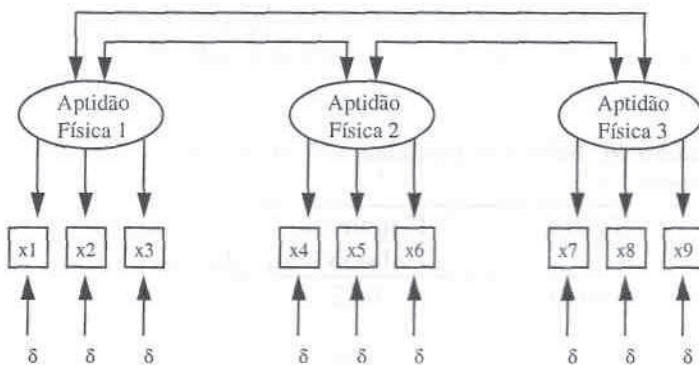 Aptidão
Física 1
Aptidão
Física 2
Aptidão
Física 3
x1 x2 x3 x4 x5 x6 x7 x8 x9
δ δ δ δ δ δ δ δ δ